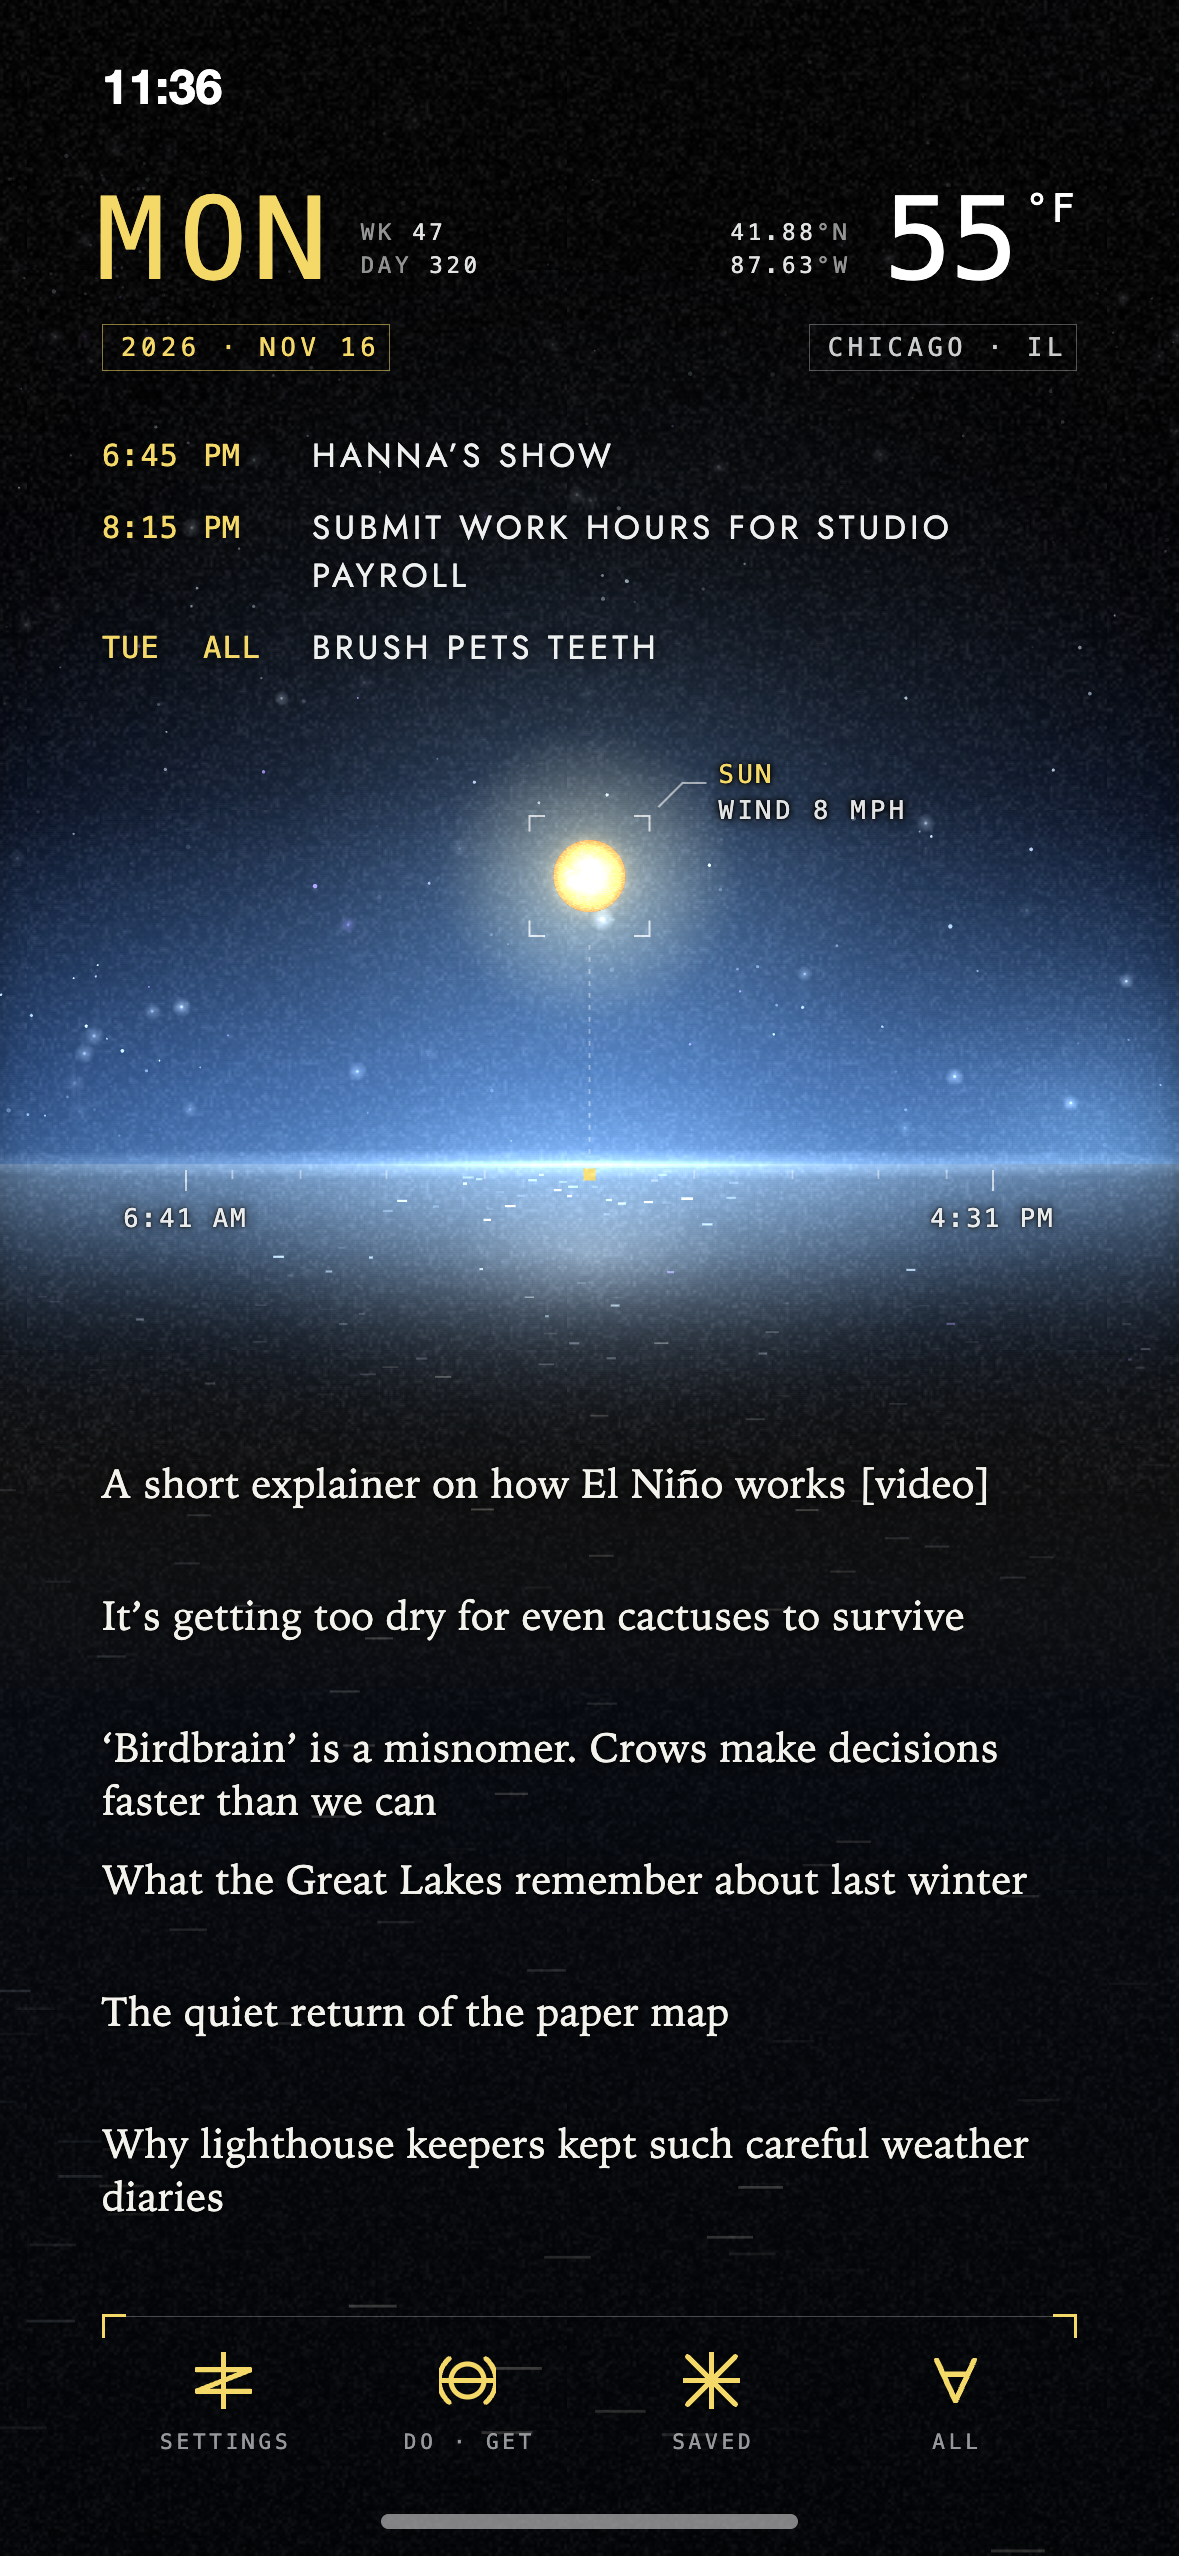 11:36
MON WK 47 41.88°N 55 °F
DAY 320 87.63°W
2026 · NOV 16 CHICAGO · IL
6:45 PM HANNA’S SHOW
8:15 PM SUBMIT WORK HOURS FOR STUDIO
PAYROLL
TUE ALL BRUSH PETS TEETH
SUN
WIND 8 MPH
6:41 AM 4:31 PM
A short explainer on how El Niño works [video]
It’s getting too dry for even cactuses to survive
‘Birdbrain’ is a misnomer. Crows make decisions
faster than we can
What the Great Lakes remember about last winter
The quiet return of the paper map
Why lighthouse keepers kept such careful weather
diaries
SETTINGS DO · GET SAVED ALL